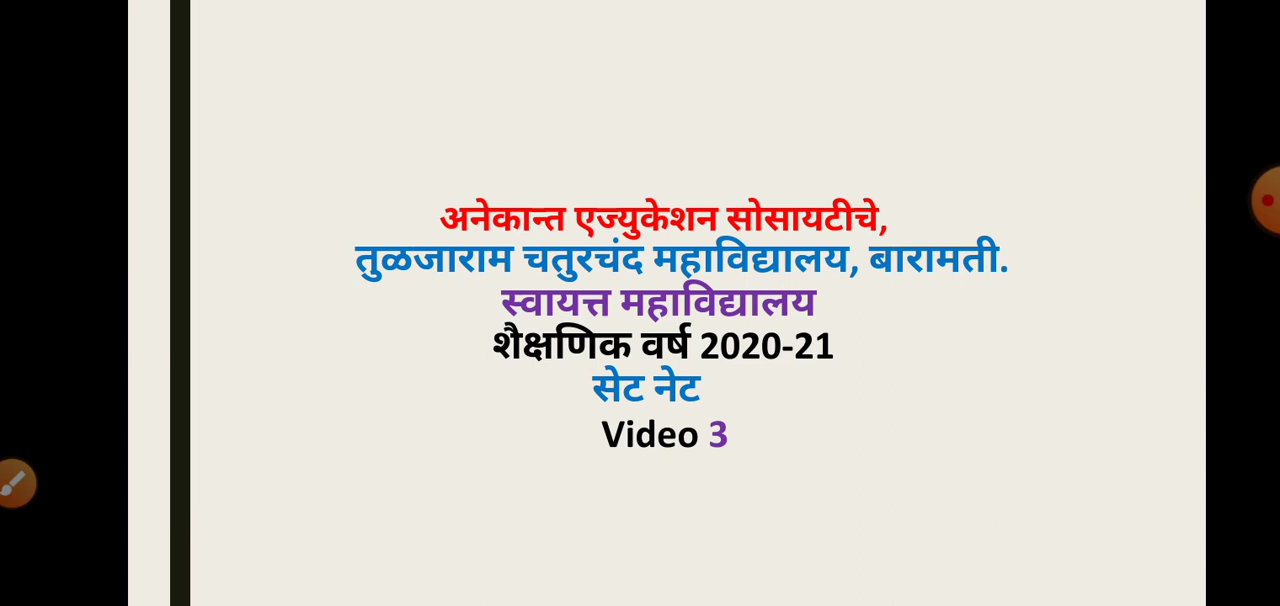 अनेकान्त एज्युकेशन सोसायटीचे,
तुळजाराम चतुरचंद महाविद्यालय, बारामती.
स्वायत्त महाविद्यालय
शैक्षणिक वर्ष 2020-21
सेट नेट
Video 3